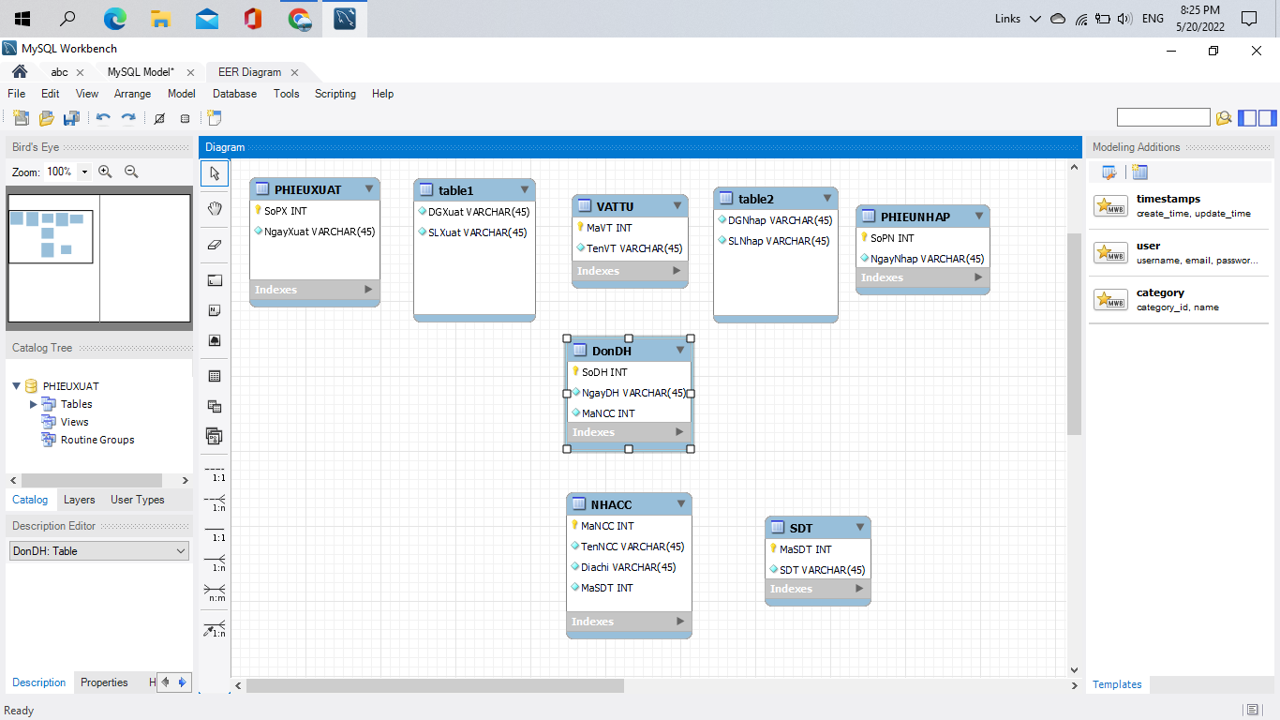 Links
ENG
8:25 PM
5/20/2022
MySQL Workbench
abc
MySQL Model*
EER Diagram
File Edit View Arrange Model Database Tools Scripting Help
Bird's Eye
Zoom: 100%
Catalog Tree
PHIEUXUAT
Tables
Views
Routine Groups
Catalog Layers User Types
Description Editor
DonDH: Table
Description Properties H
Ready
1:1
1:n
1:1
1:n
n:m
1:n
Diagram
PHIEUXUAT
SoPX INT
NgayXuat VARCHAR(45)
Indexes
table1
DGXuat VARCHAR(45)
SLXuat VARCHAR(45)
VATTU
MaVT INT
TenVT VARCHAR(45)
Indexes
table2
DGNhap VARCHAR(45)
SLNhap VARCHAR(45)
PHIEUNHAP
SoPN INT
NgayNhap VARCHAR(45)
Indexes
DonDH
SoDH INT
NgayDH VARCHAR(45)
MaNCC INT
Indexes
NHACC
MaNCC INT
TenNCC VARCHAR(45)
Diachi VARCHAR(45)
MaSDT INT
Indexes
SDT
MaSDT INT
SDT VARCHAR(45)
Indexes
Modeling Additions
MWB
timestamps
create_time, update_time
MWB
user
username, email, passwor...
MWB
category
category_id, name
Templates